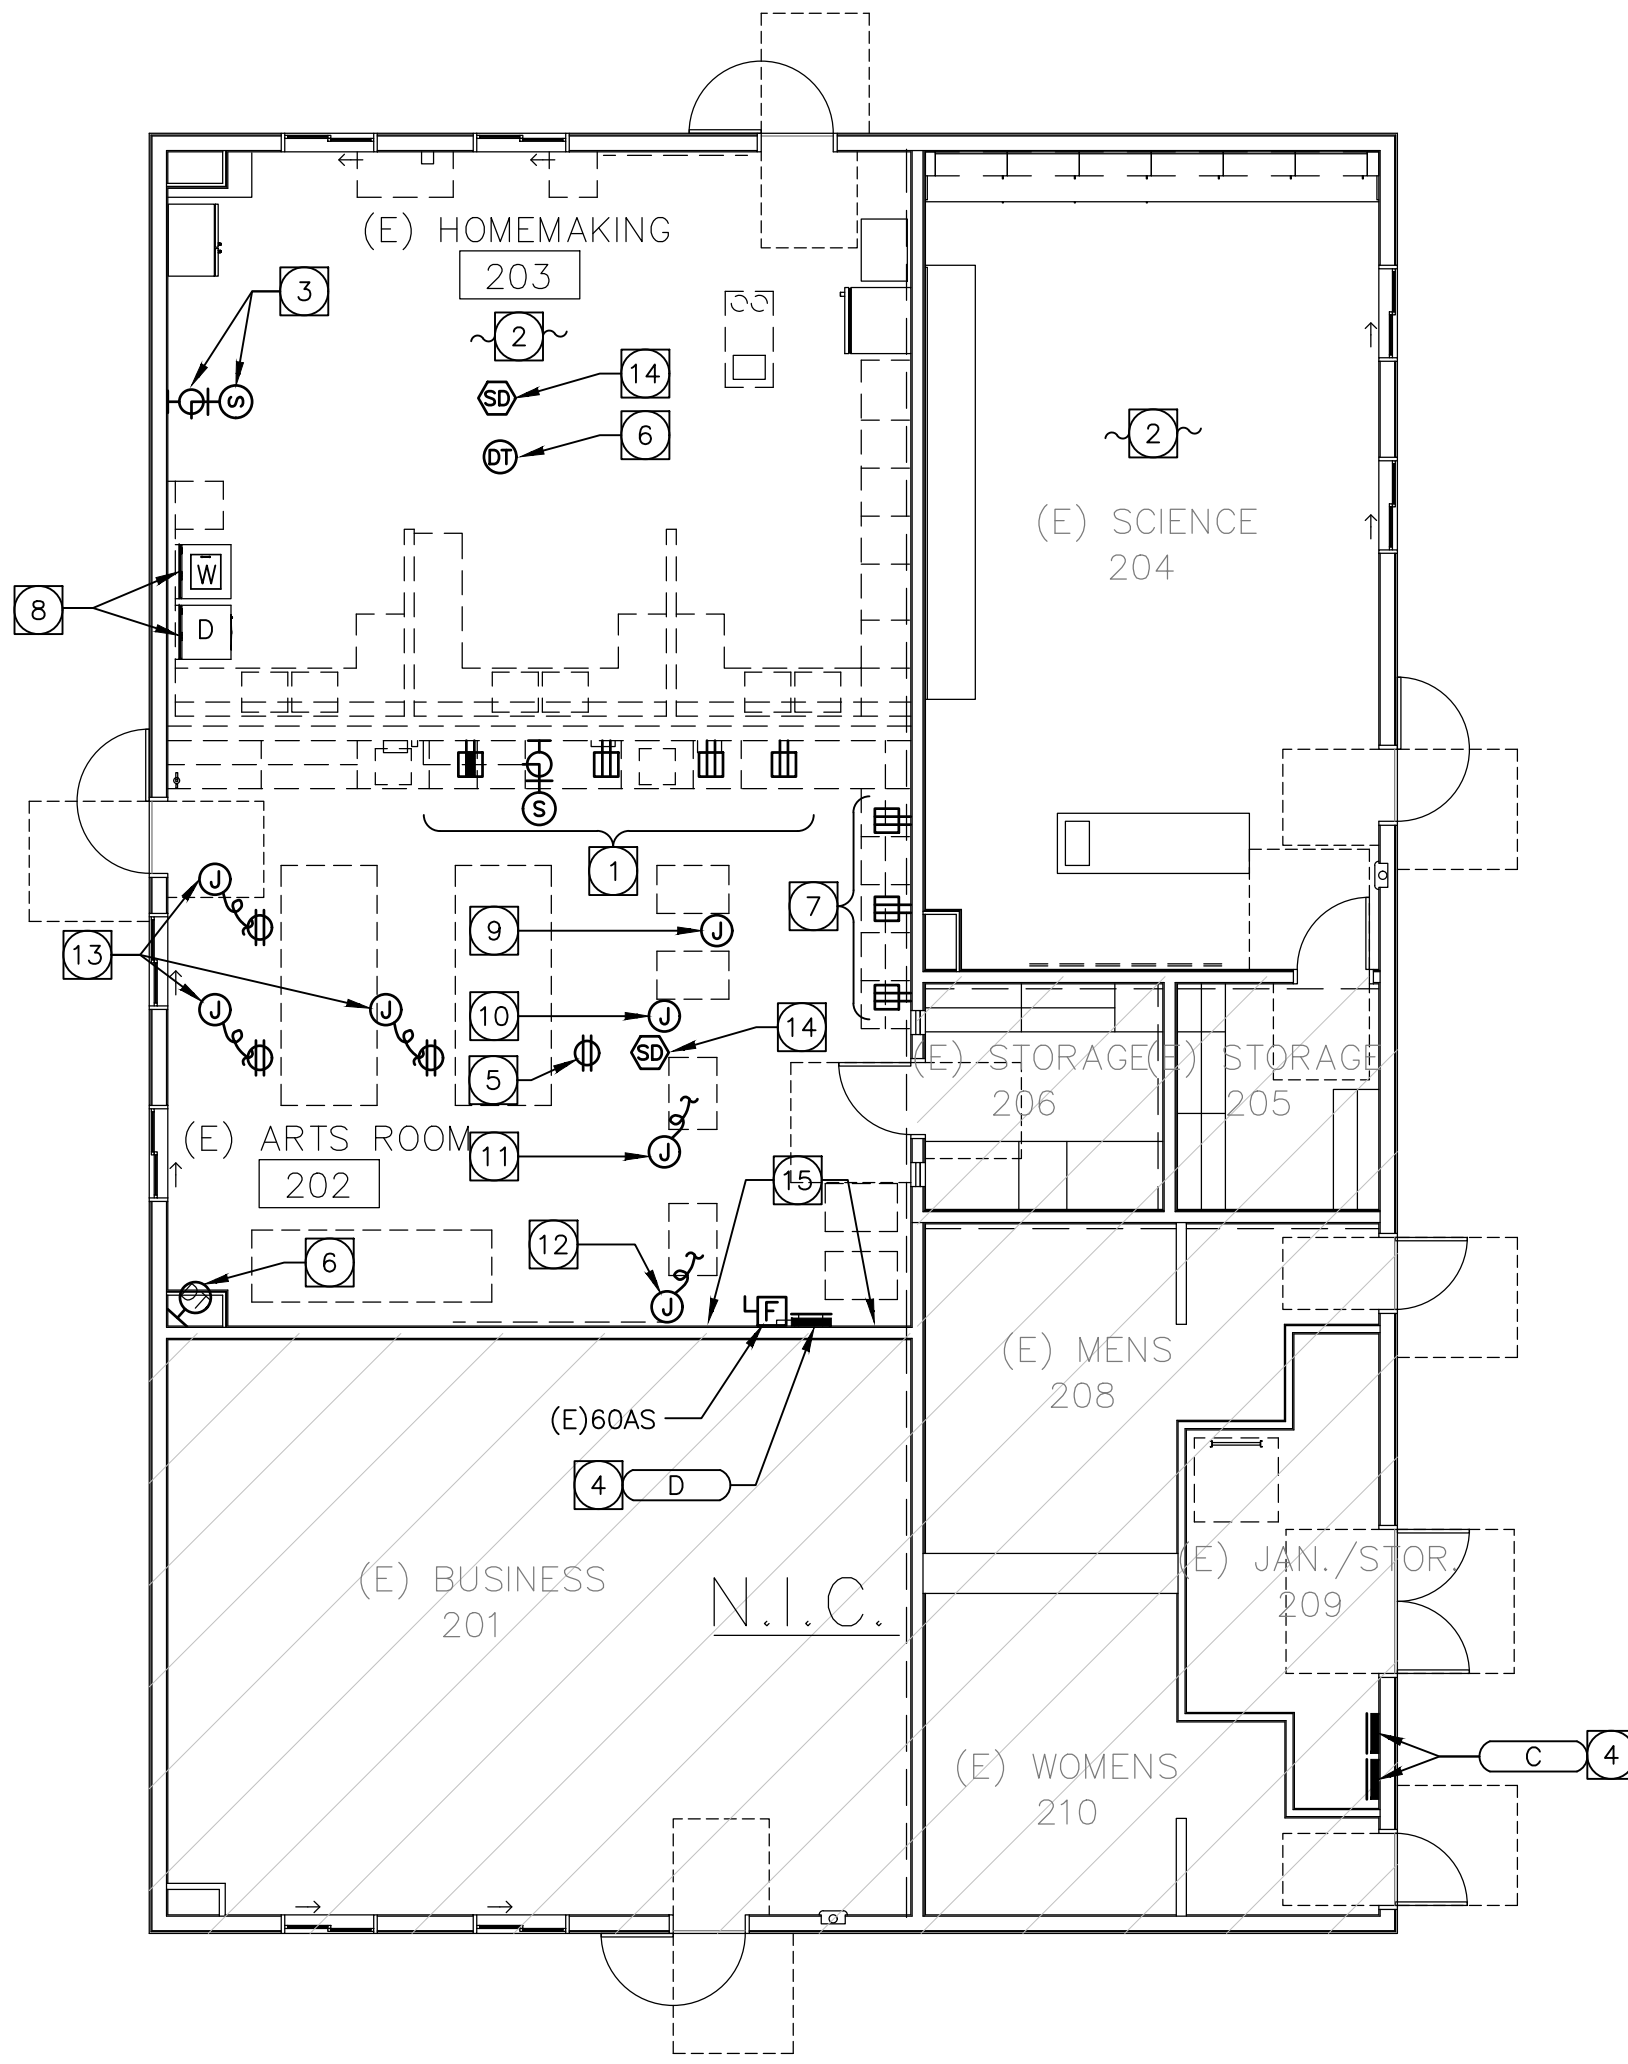 (E) HOMEMAKING
203
3
2
14
SD
6
DT
S
2
(E) SCIENCE
204
8
W
D
S
1
7
J
9
J
13
J
J
10
J
14
SD
5
(E) STORAGE
206
(E) STORAGE
205
(E) ARTS ROOM
202
11
J
15
12
6
J
F
(E) MENS
208
(E)60AS
4
D
(E) BUSINESS
201
N.I.C.
(E) JAN./STOR.
209
(E) WOMENS
210
C
4